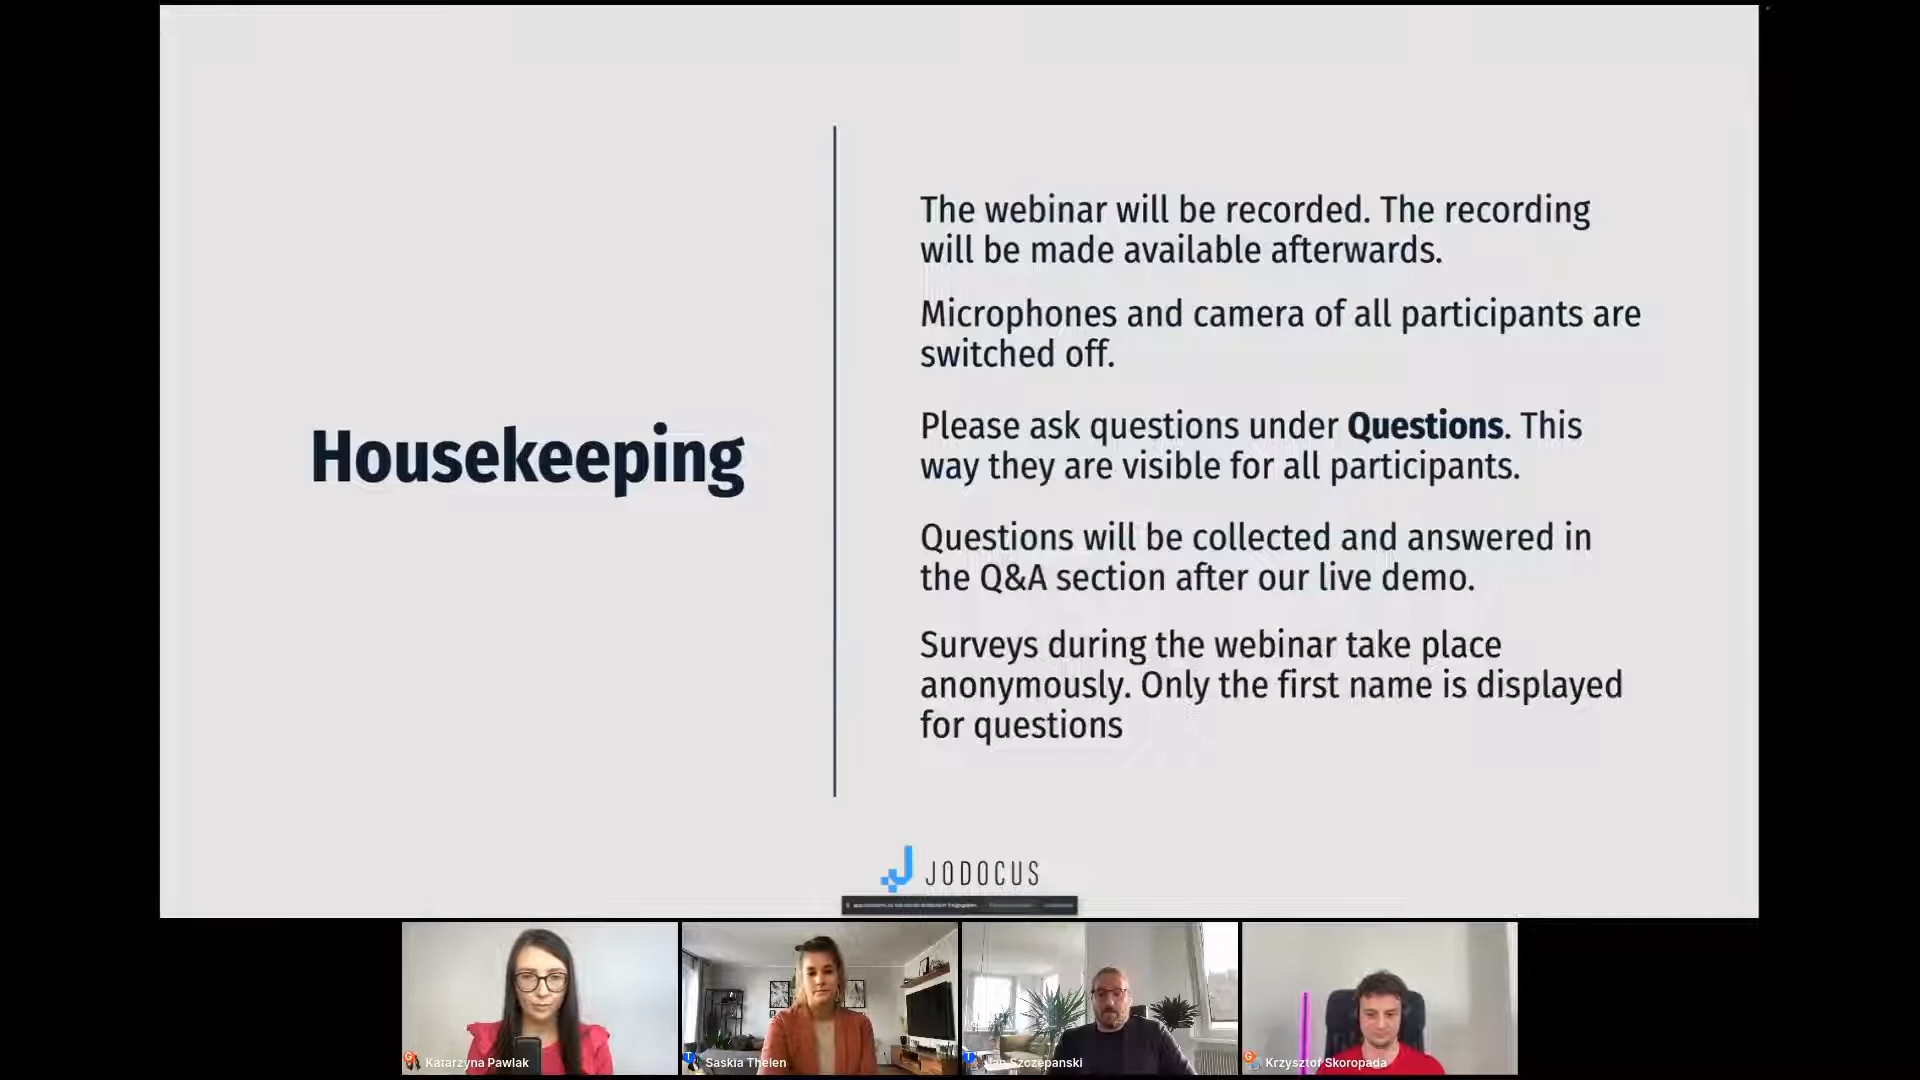 Housekeeping
The webinar will be recorded. The recording
will be made available afterwards.
Microphones and camera of all participants are
switched off.
Please ask questions under Questions. This
way they are visible for all participants.
Questions will be collected and answered in
the Q&A section after our live demo.
Surveys during the webinar take place
anonymously. Only the first name is displayed
for questions
JODOCUS
Katarzyna Pawlak
Saskia Thelen
Jan Szczepanski
Krzysztof Skoropada